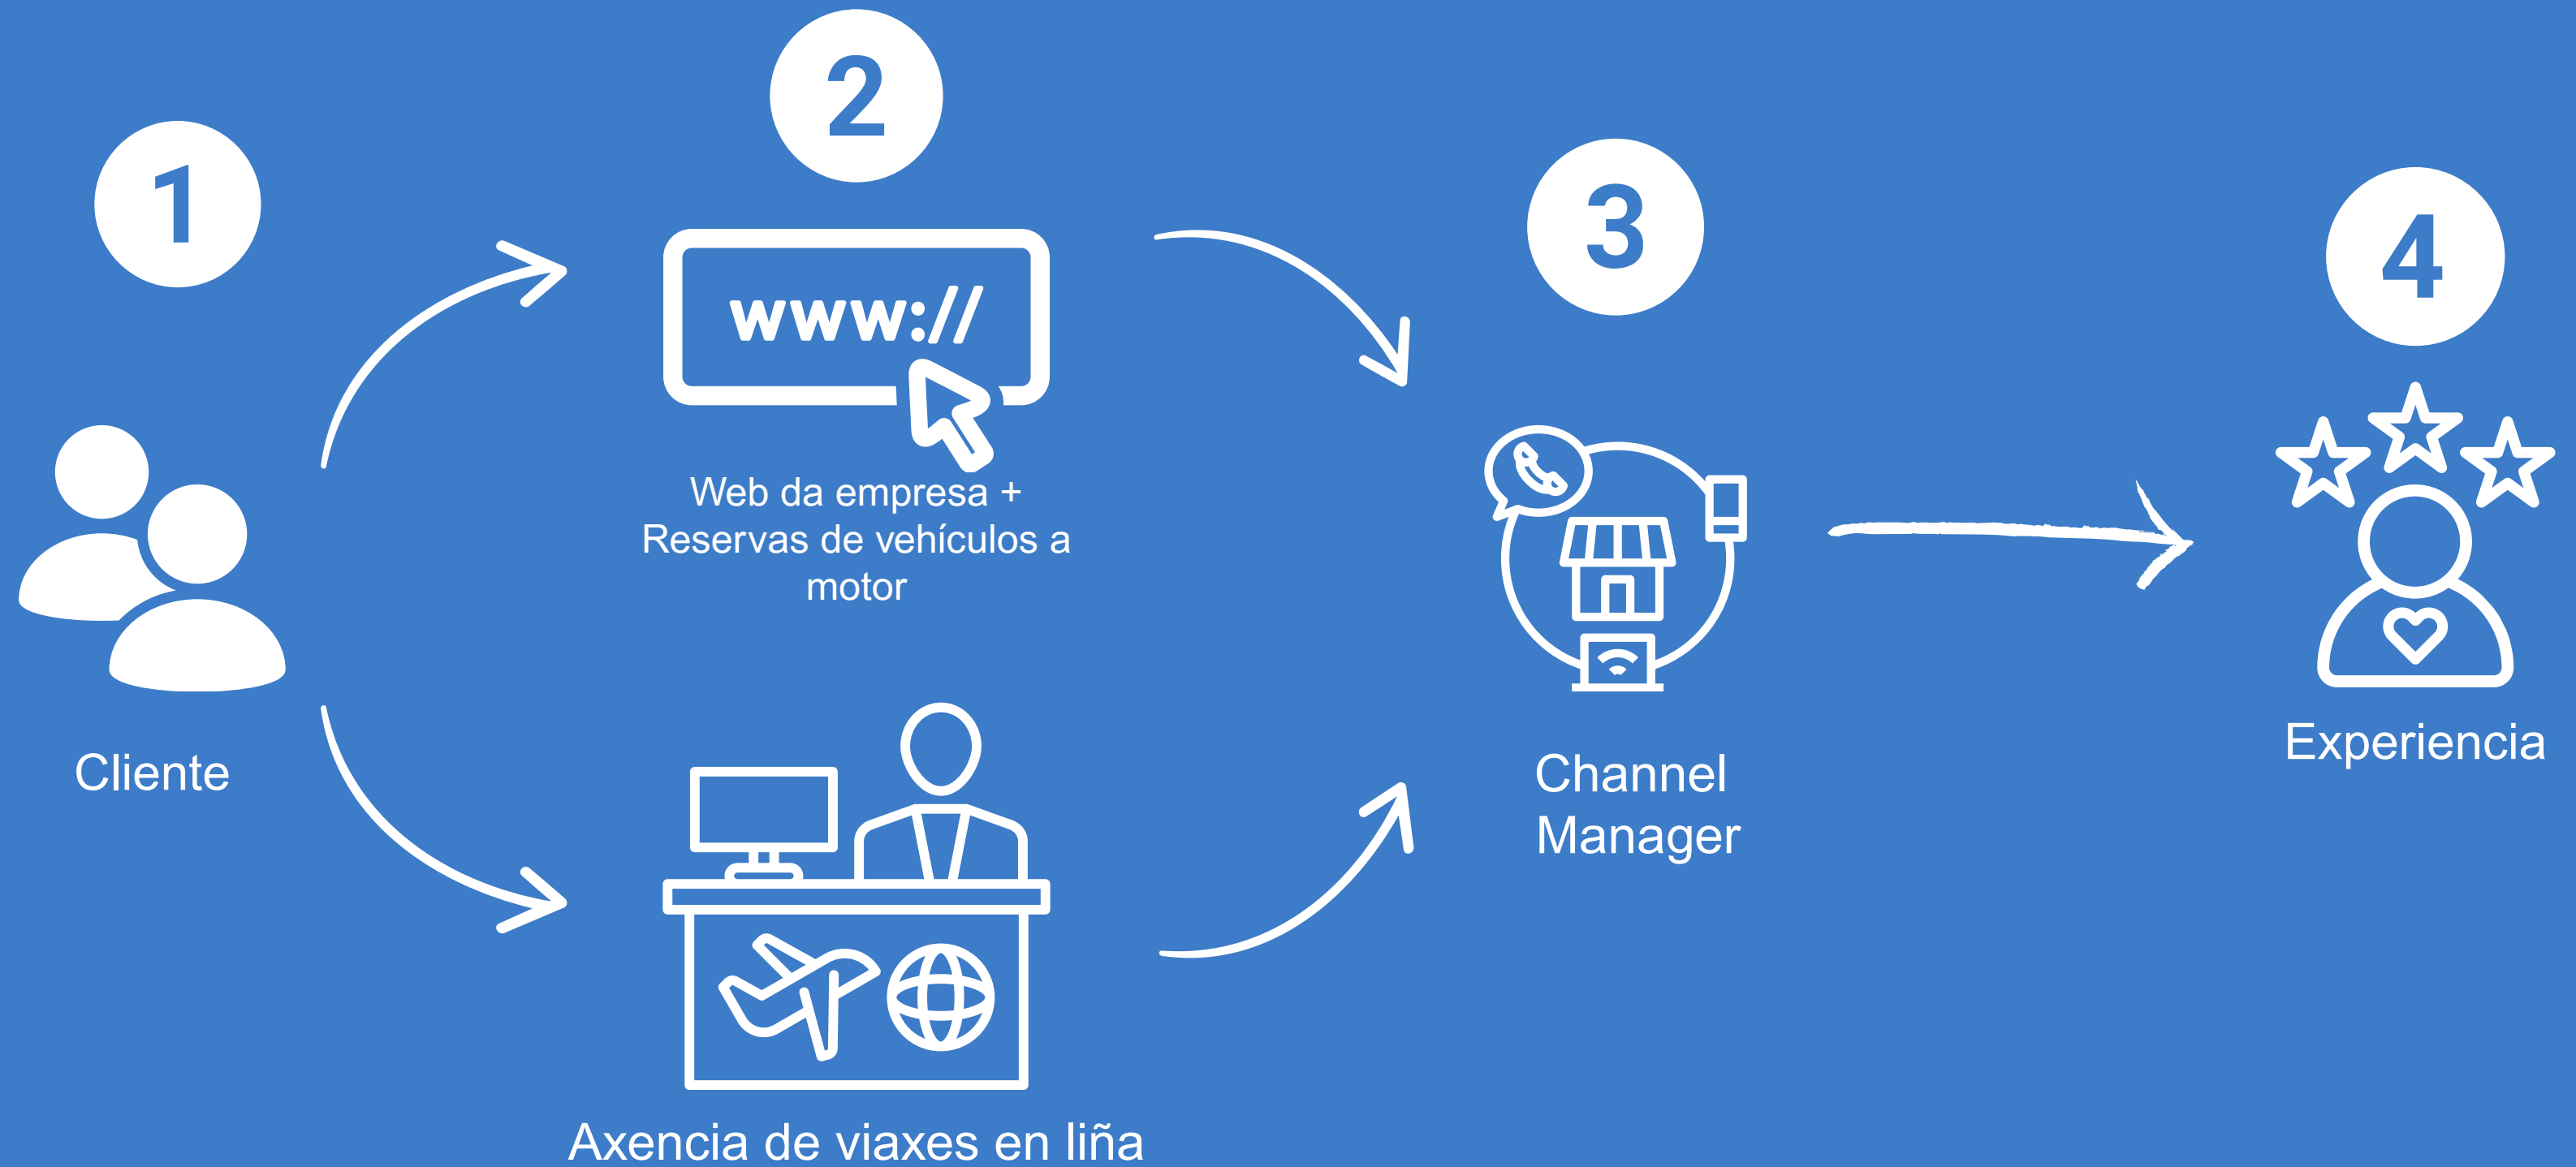 1
Cliente
2
www://
Web da empresa +
Reservas de vehículos a
motor
Axencia de viaxes en liña
3
Channel
Manager
4
Experiencia